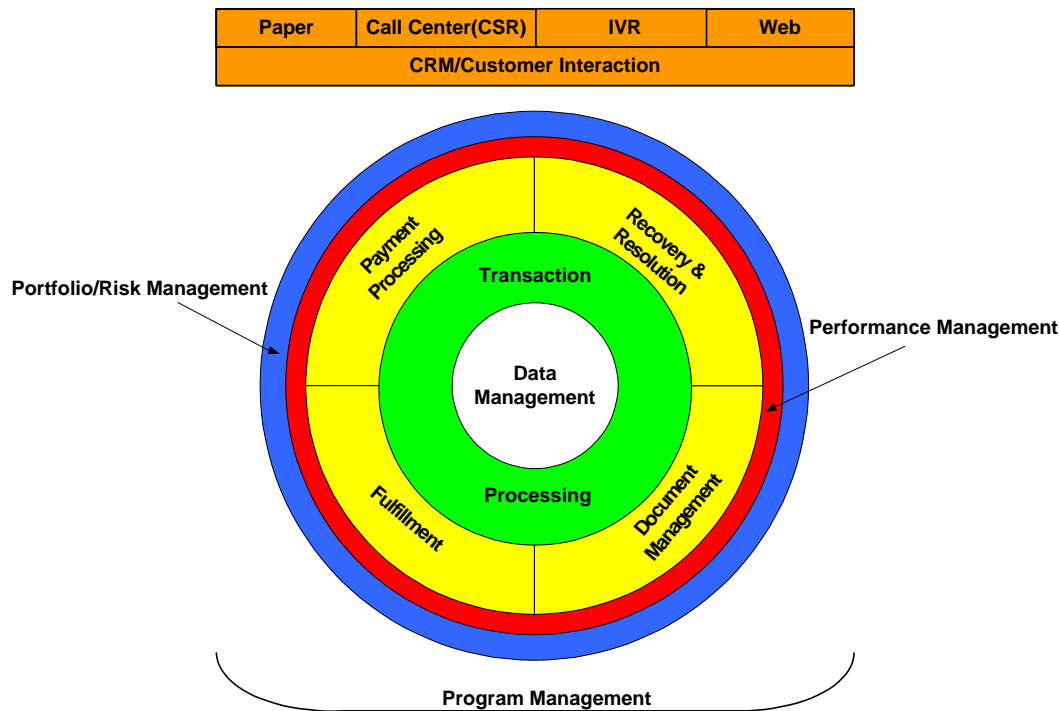 Paper
Call Center(CSR)
IVR
Web
CRM/Customer Interaction
Payment
Processing
Recovery &
Resolution
Transaction
Portfolio/Risk Management
Performance Management
Data
Management
Processing
Fulfillment
Document
Management
Program Management